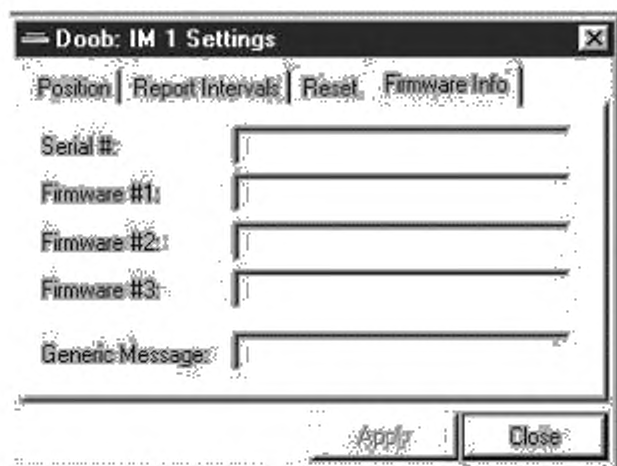 Doob: IM 1 Settings
Position Report Intervals Reset Firmware Info
Serial #:
Firmware #1:
Firmware #2:
Firmware #3:
Generic Message:
Apply Close